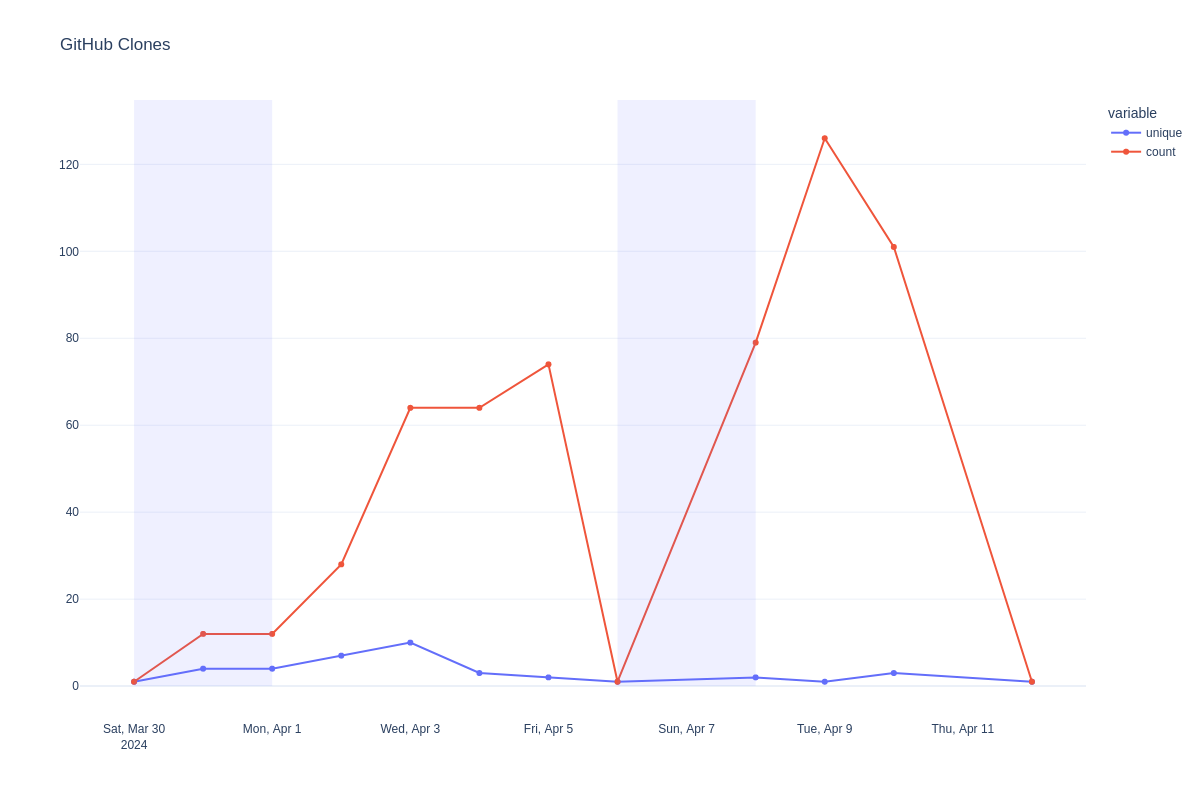 GitHub Clones
variable
unique
count
120
100
80
60
40
20
0
Sat, Mar 30
2024
Mon, Apr 1
Wed, Apr 3
Fri, Apr 5
Sun, Apr 7
Tue, Apr 9
Thu, Apr 11